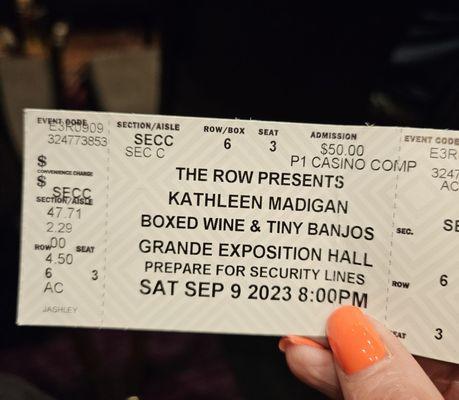 EVENT CODE
E3R0909
324773853
$
CONVENIENCE CHARGE
$
SECC
SECTION/AISLE
47.71
2.29
.00
ROW SEAT
4.50
6 3
AC
JASHLEY
SECTION/AISLE ROW/BOX SEAT ADMISSION
SECC 6 3 $50.00
SEC C P1 CASINO COMP
THE ROW PRESENTS
KATHLEEN MADIGAN
BOXED WINE & TINY BANJOS
GRANDE EXPOSITION HALL
PREPARE FOR SECURITY LINES
SAT SEP 9 2023 8:00PM
EVENT CODE
E3R
3247
AC
SEC.
SE
ROW 6
3